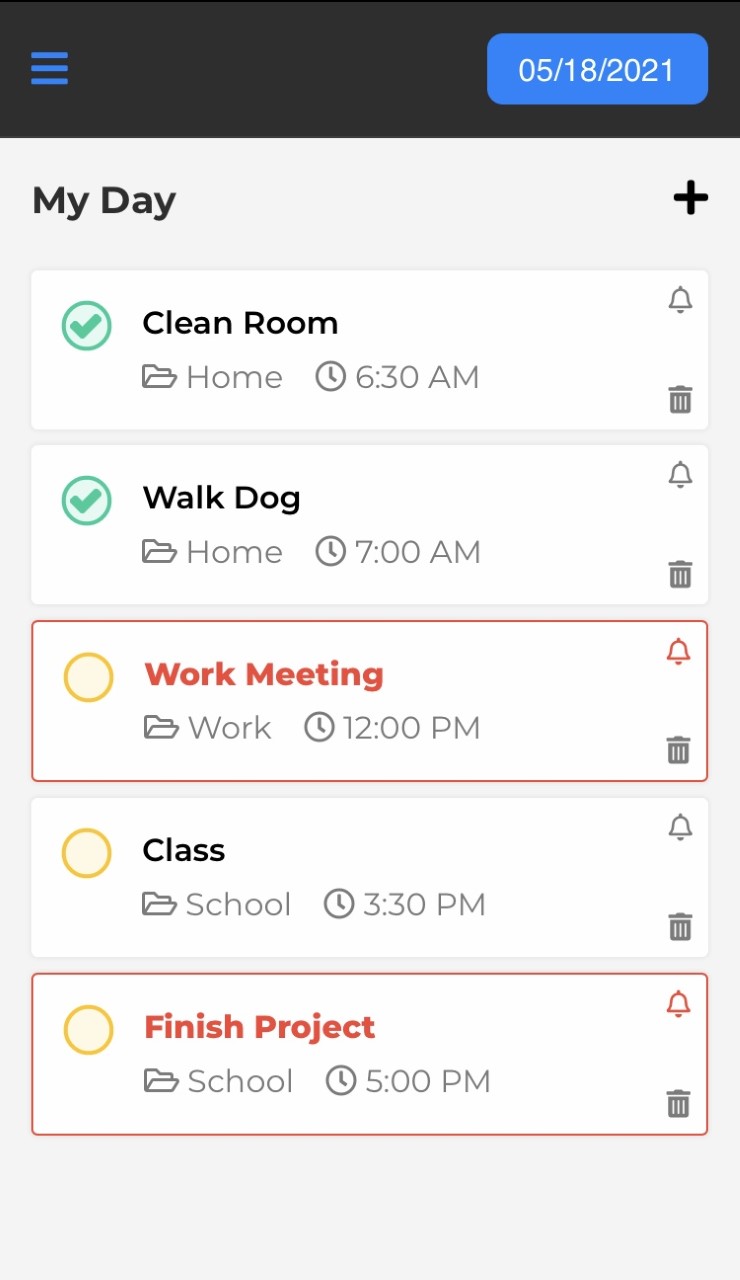 05/18/2021
My Day
Clean Room
Home 6:30 AM
Walk Dog
Home 7:00 AM
Work Meeting
Work 12:00 PM
Class
School 3:30 PM
Finish Project
School 5:00 PM